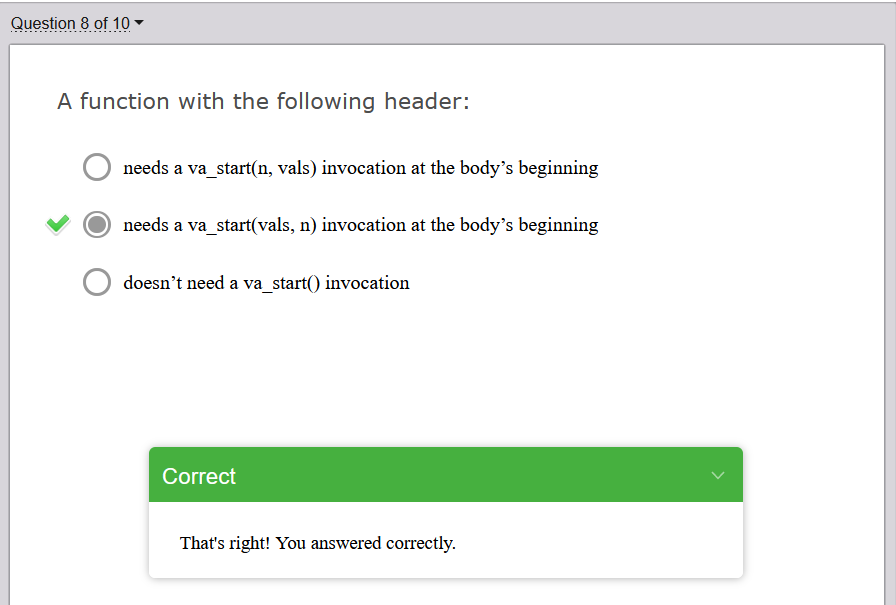 Question 8 of 10
A function with the following header:
needs a va_start(n, vals) invocation at the body’s beginning
needs a va_start(vals, n) invocation at the body’s beginning
doesn’t need a va_start() invocation
Correct
That's right! You answered correctly.